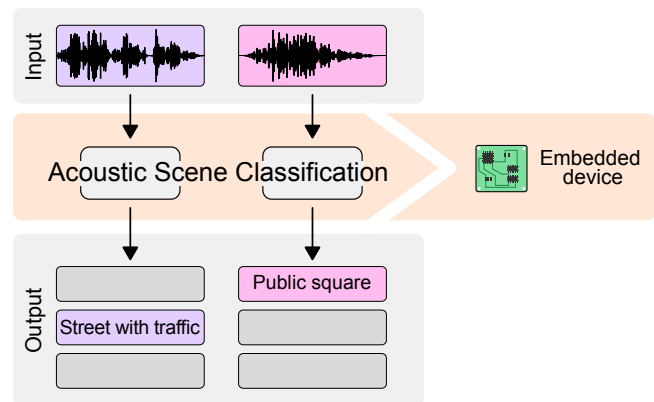 Input
Acoustic Scene Classification
Embedded
device
Output
Public square
Street with traffic